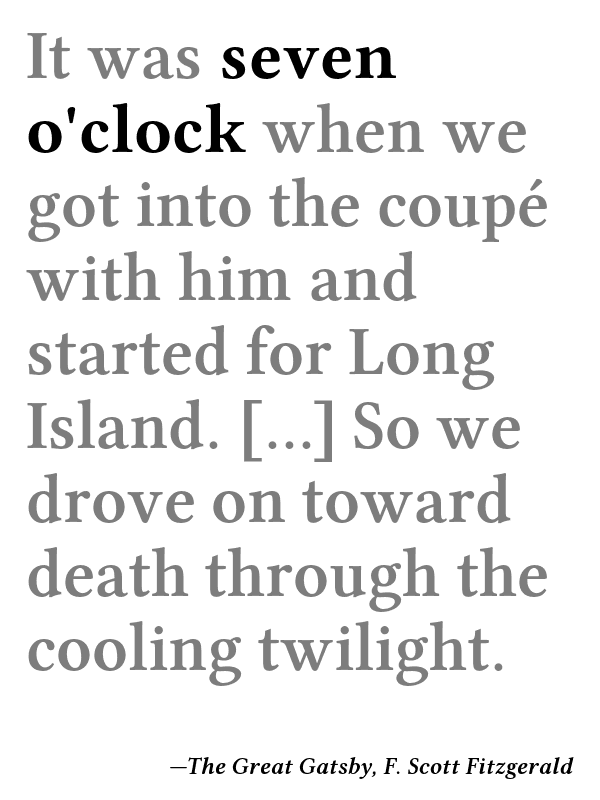 It was seven
o'clock when we
got into the coupé
with him and
started for Long
Island. [...] So we
drove on toward
death through the
cooling twilight.
—The Great Gatsby, F. Scott Fitzgerald